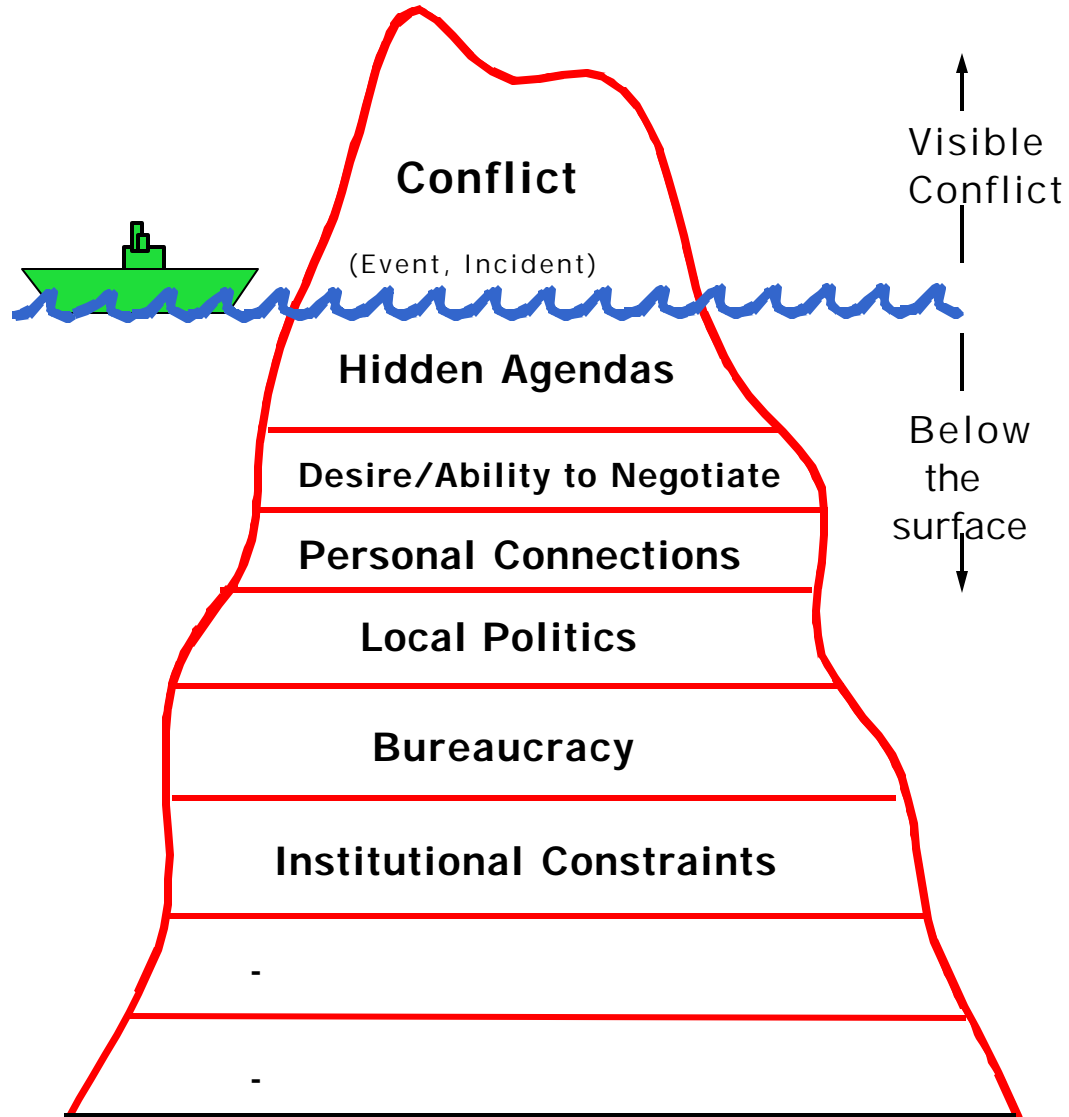 Conflict
(Event, Incident)
Visible
Conflict
Hidden Agendas
Desire/Ability to Negotiate
Personal Connections
Local Politics
Bureaucracy
Institutional Constraints
-
-
Below
the
surface